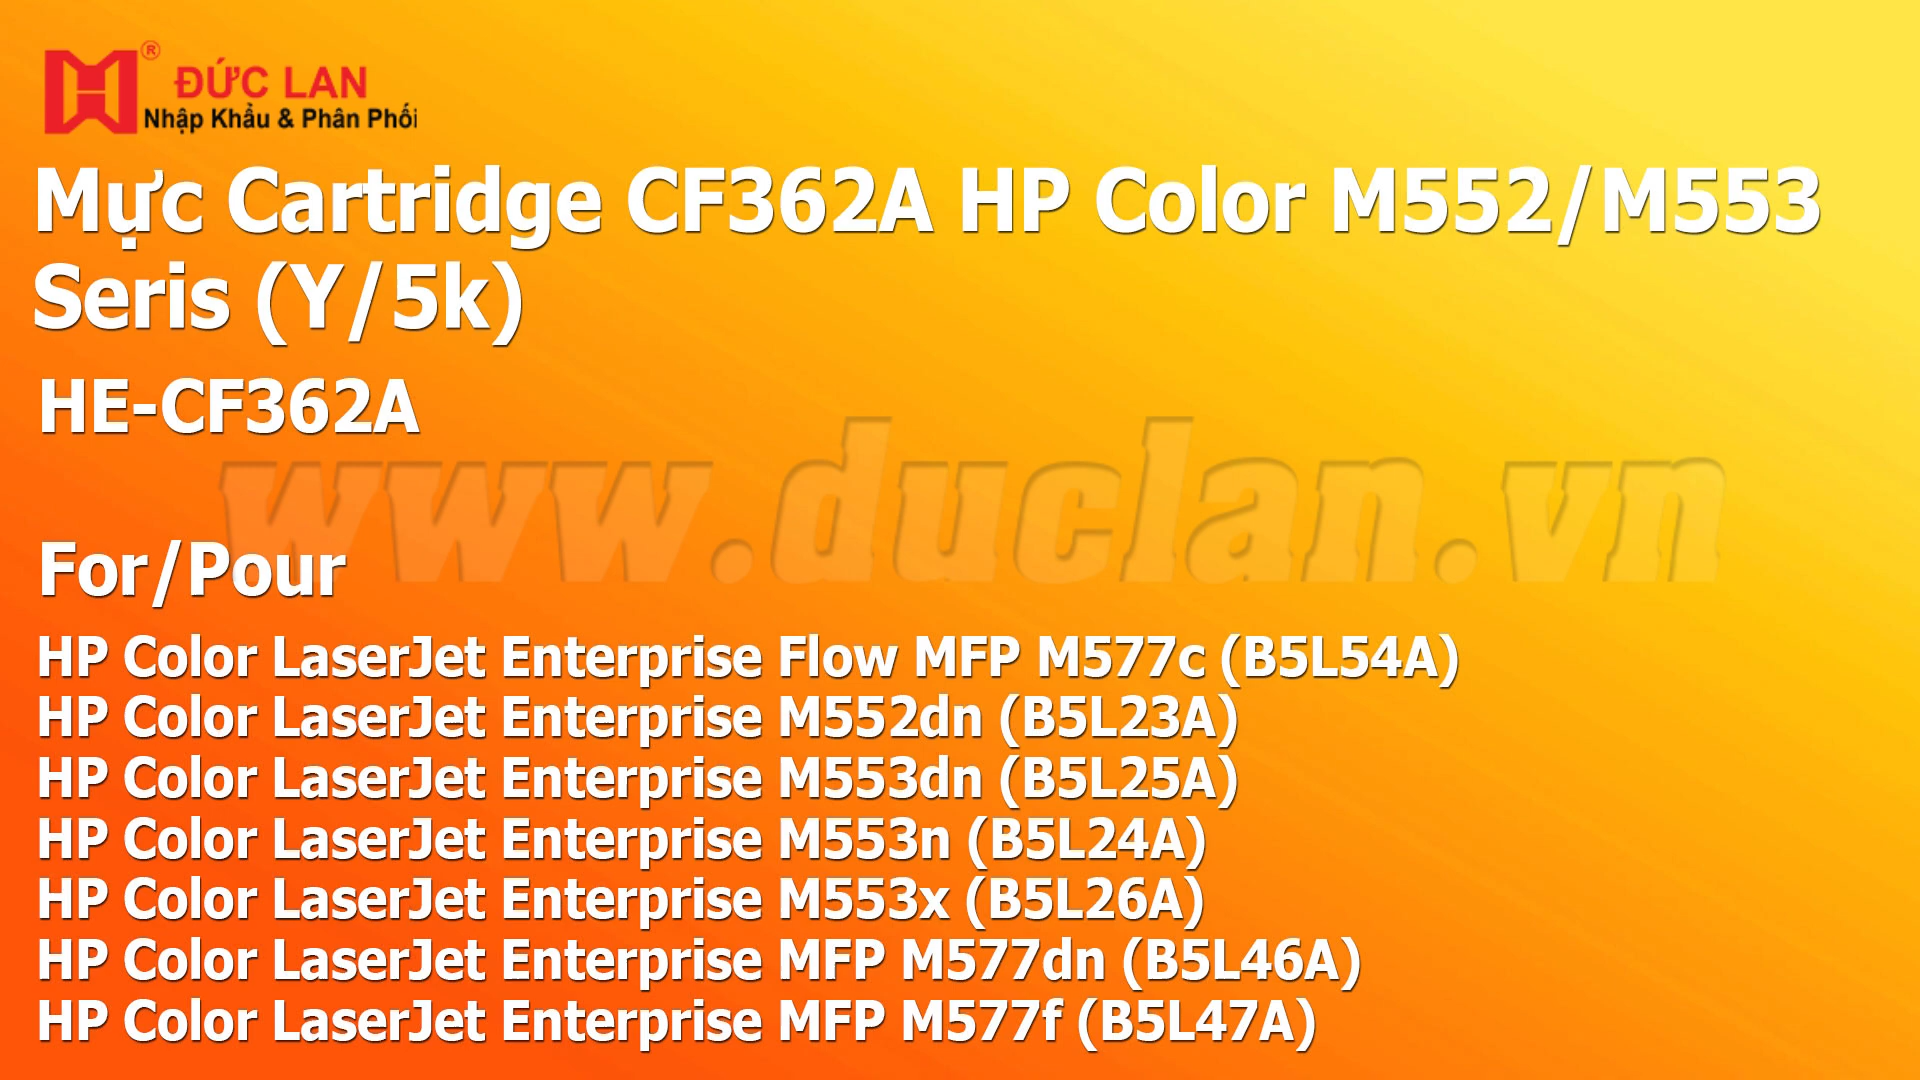 ®
ĐỨC LAN
Nhập Khẩu & Phân Phối
Mực Cartridge CF362A HP Color M552/M553
Seris (Y/5k)
HE-CF362A
www.duclan.vn
For/Pour
HP Color LaserJet Enterprise Flow MFP M577c (B5L54A)
HP Color LaserJet Enterprise M552dn (B5L23A)
HP Color LaserJet Enterprise M553dn (B5L25A)
HP Color LaserJet Enterprise M553n (B5L24A)
HP Color LaserJet Enterprise M553x (B5L26A)
HP Color LaserJet Enterprise MFP M577dn (B5L46A)
HP Color LaserJet Enterprise MFP M577f (B5L47A)